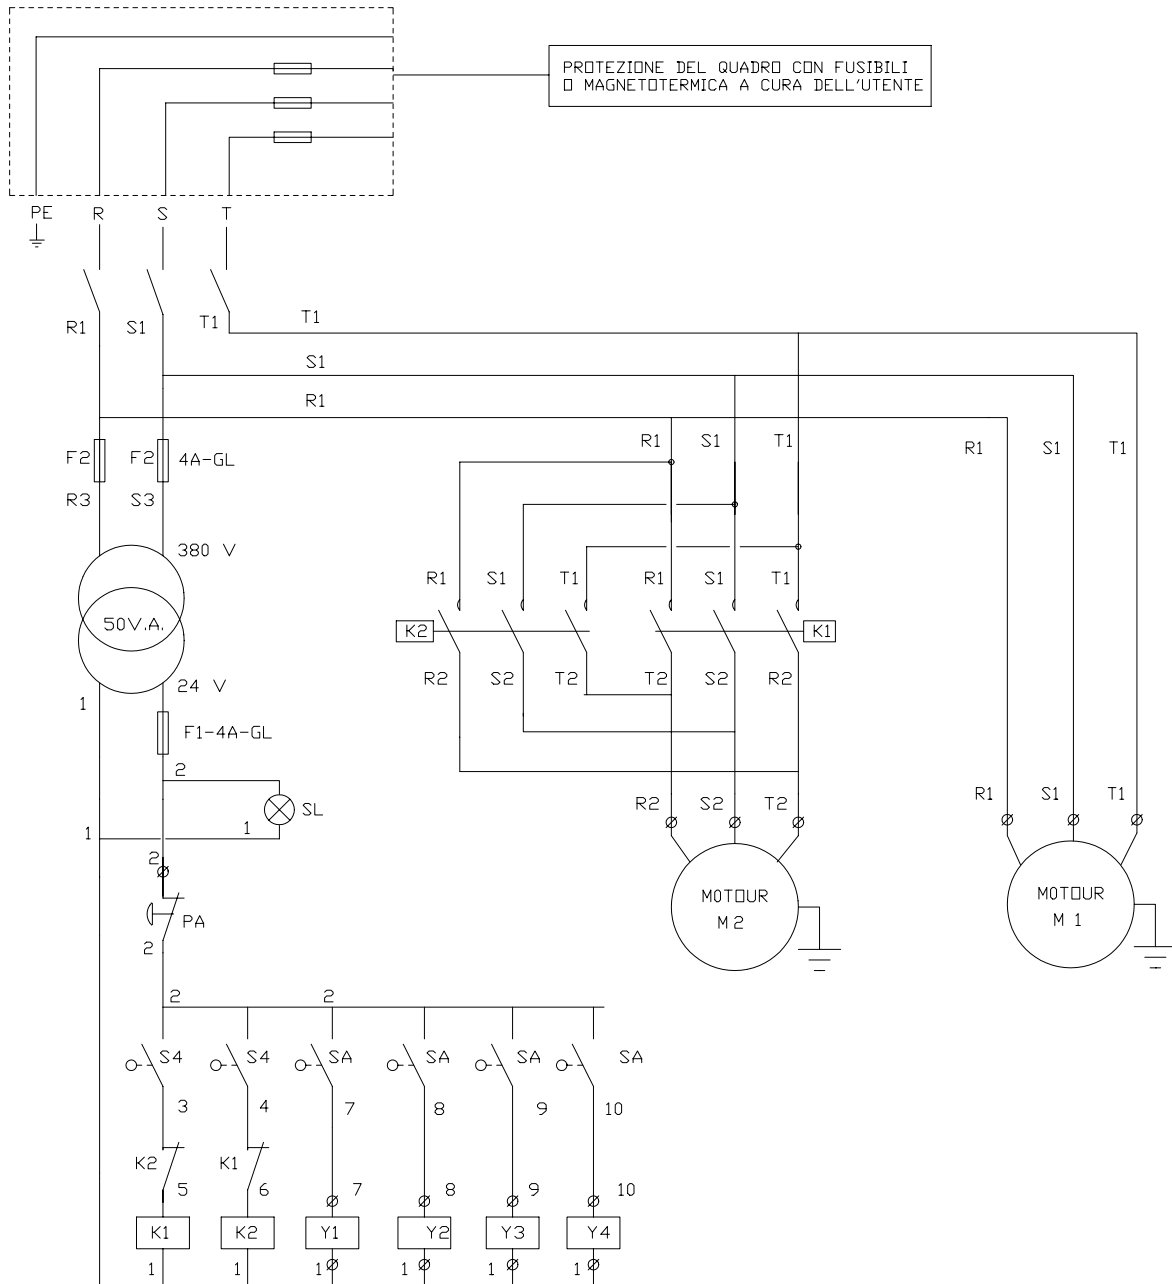 PROTEZIONE DEL QUADRO CON FUSIBILI
O MAGNETOTERMICA A CURA DELL'UTENTE
PE R S T
R1 S1 T1 T1
S1
R1
R1 S1 T1 R1 S1 T1
F2 F2 4A-GL
R3 S3
380 V
R1 S1 T1 R1 S1 T1
50V.A.
K2 K1
R2 S2 T2 T2 S2 R2
24 V
1
F1-4A-GL
2
SL
R2 S2 T2 R1 S1 T1
1 1
2
PA
2
MOTOUR
M 2
MOTOUR
M 1
2 2
S4 S4 SA SA SA SA
3 4 7 8 9 10
K2 K1
5 6 7 8 9 10
K1 K2 Y1 Y2 Y3 Y4
1 1 1 1 1 1